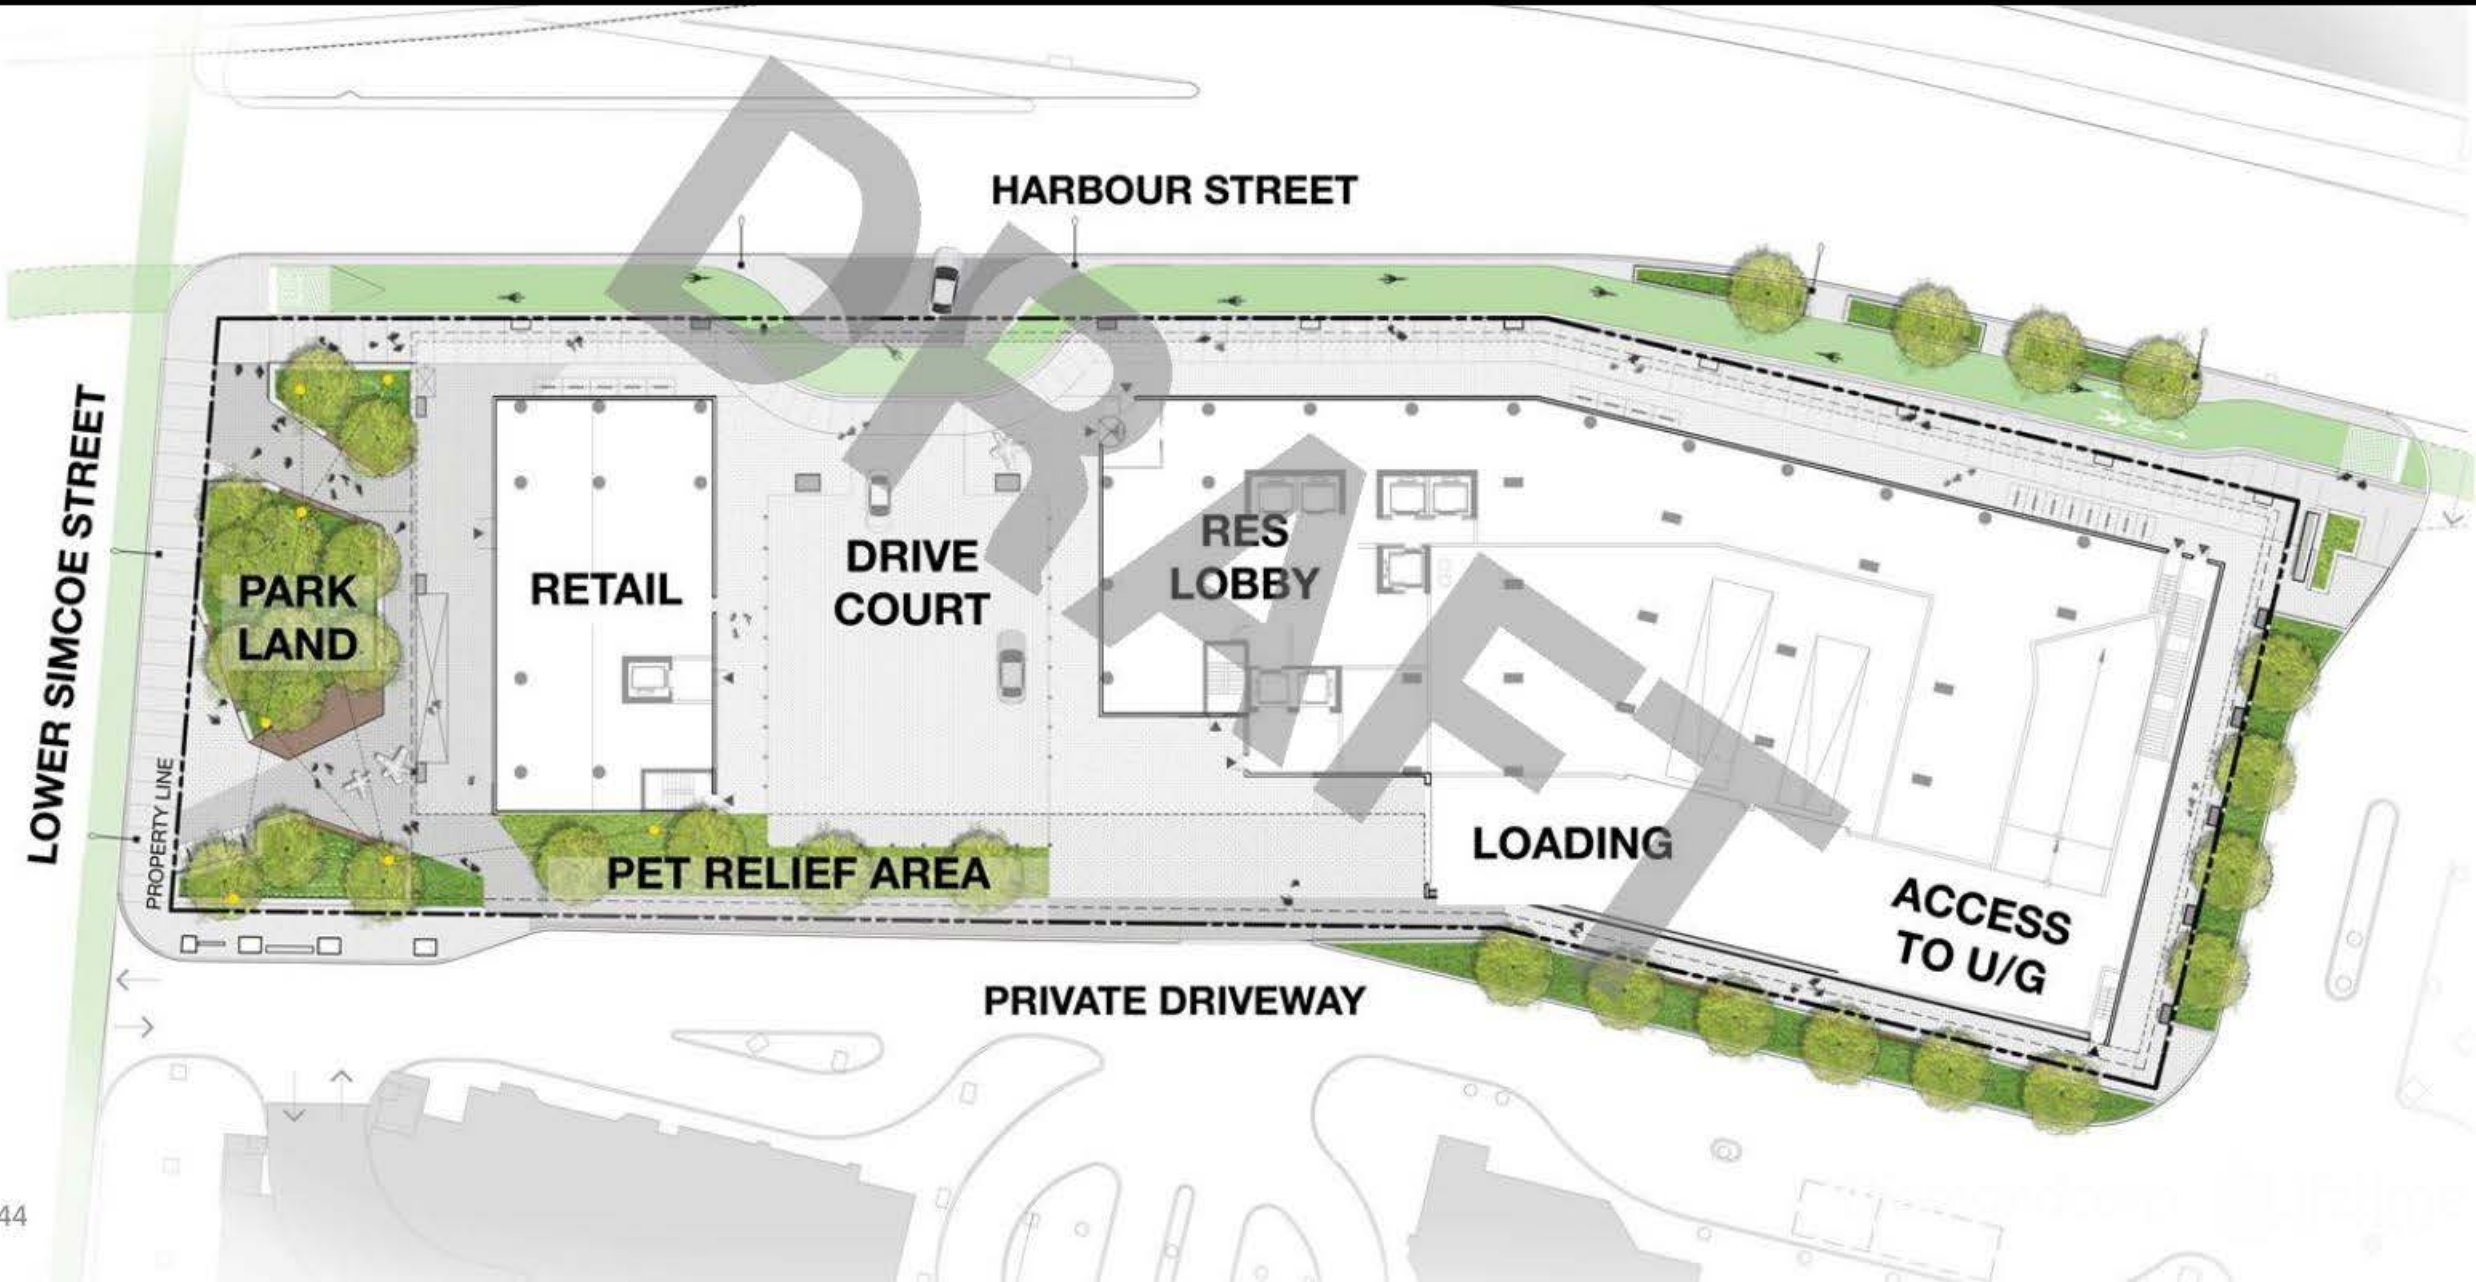 HARBOUR STREET
LOWER SIMCOE STREET
PARK
LAND
RETAIL
DRIVE
COURT
RES
LOBBY
PROPERTY LINE
PET RELIEF AREA
LOADING
ACCESS
TO U/G
PRIVATE DRIVEWAY
DRAFT
44